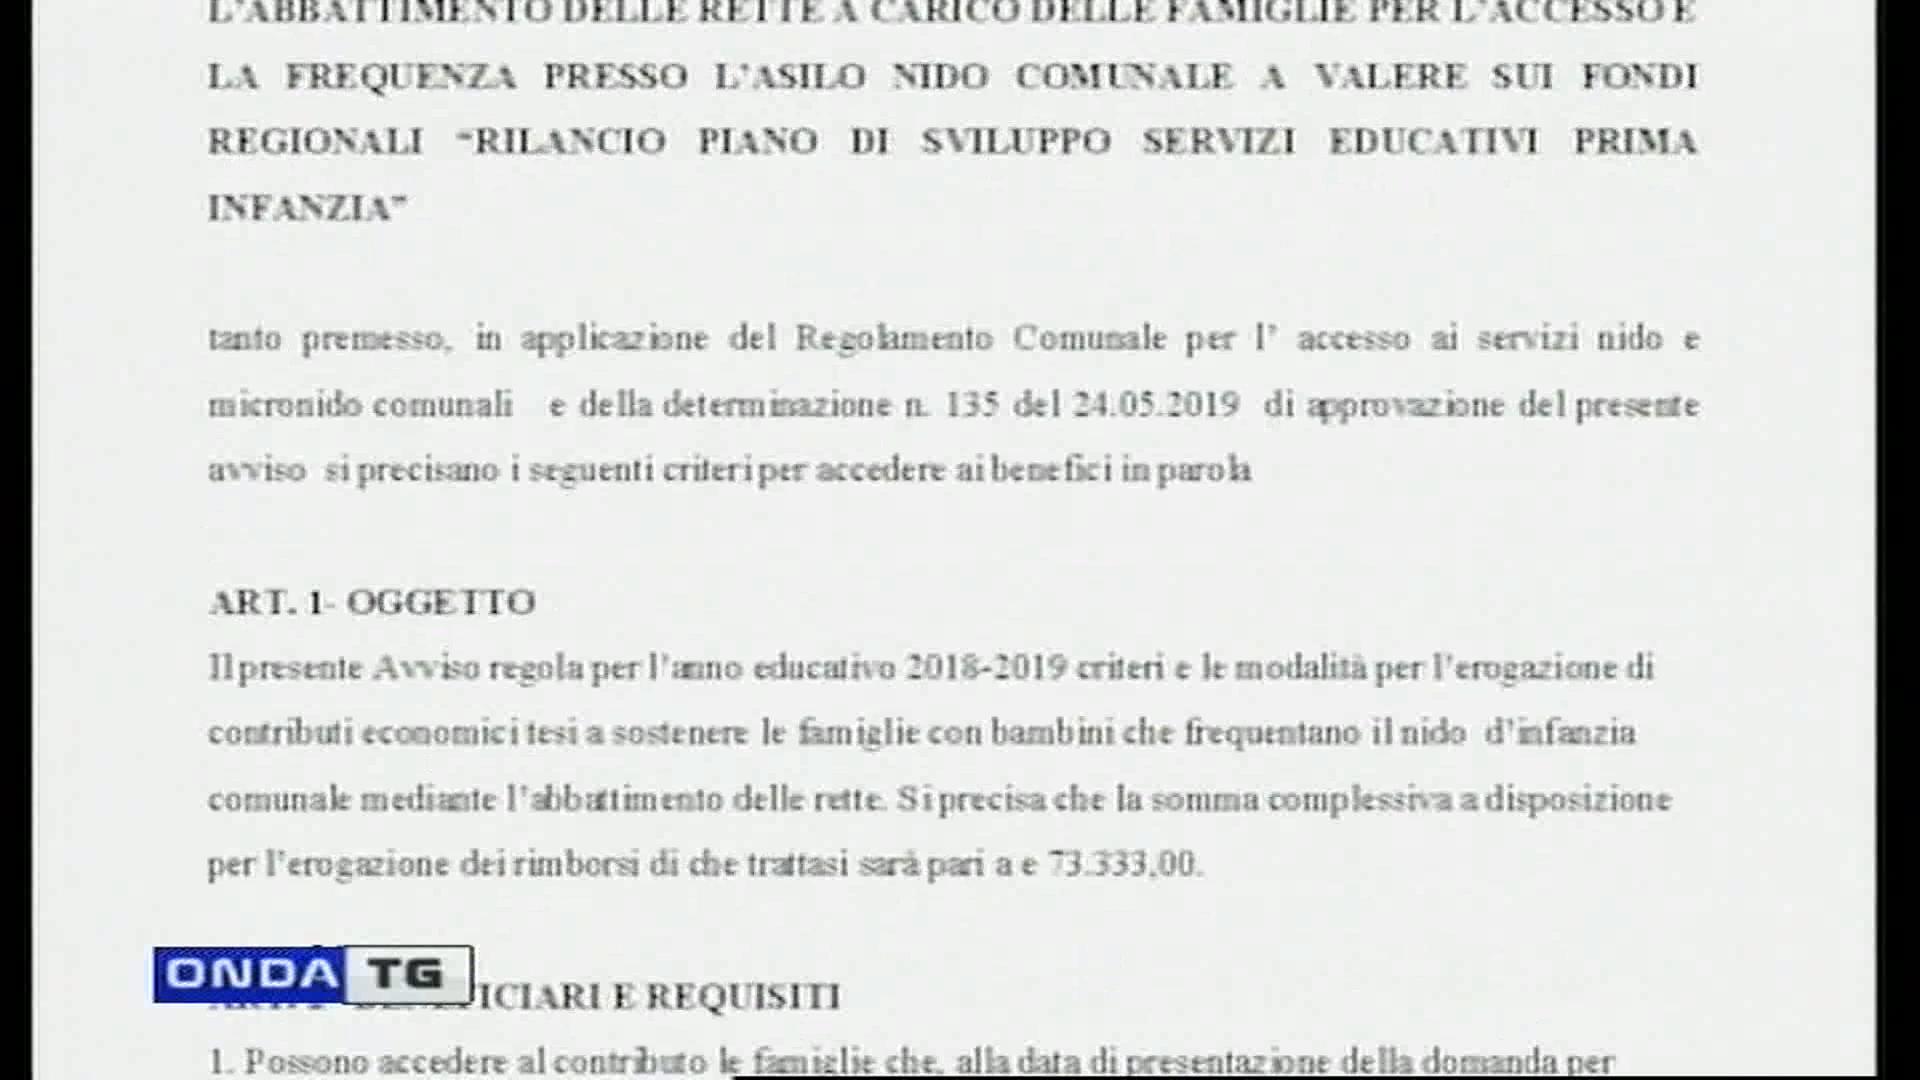 L'ABBATTIMENTO DELLE RETTE A CARICO DELLE FAMIGLIE PER L'ACCESSO E
LA FREQUENZA PRESSO L'ASILO NIDO COMUNALE A VALERE SUI FONDI
REGIONALI “RILANCIO PIANO DI SVILUPPO SERVIZI EDUCATIVI PRIMA
INFANZIA”
tanto premesso, in applicazione del Regolamento Comunale per l' accesso ai servizi nido e
micronido comunali e della determinazione n. 135 del 24.05.2019 di approvazione del presente
avviso si precisano i seguenti criteri per accedere ai benefici in parola
ART. 1- OGGETTO
Il presente Avviso regola per l'anno educativo 2018-2019 criteri e le modalità per l'erogazione di
contributi economici tesi a sostenere le famiglie con bambini che frequentano il nido d'infanzia
comunale mediante l'abbattimento delle rette. Si precisa che la somma complessiva a disposizione
per l'erogazione dei rimborsi di che trattasi sarà pari a e 73.333,00.
ONDA TG
E REQUISITI
1. Possono accedere al contributo le famiglie che, alla data di presentazione della domanda per